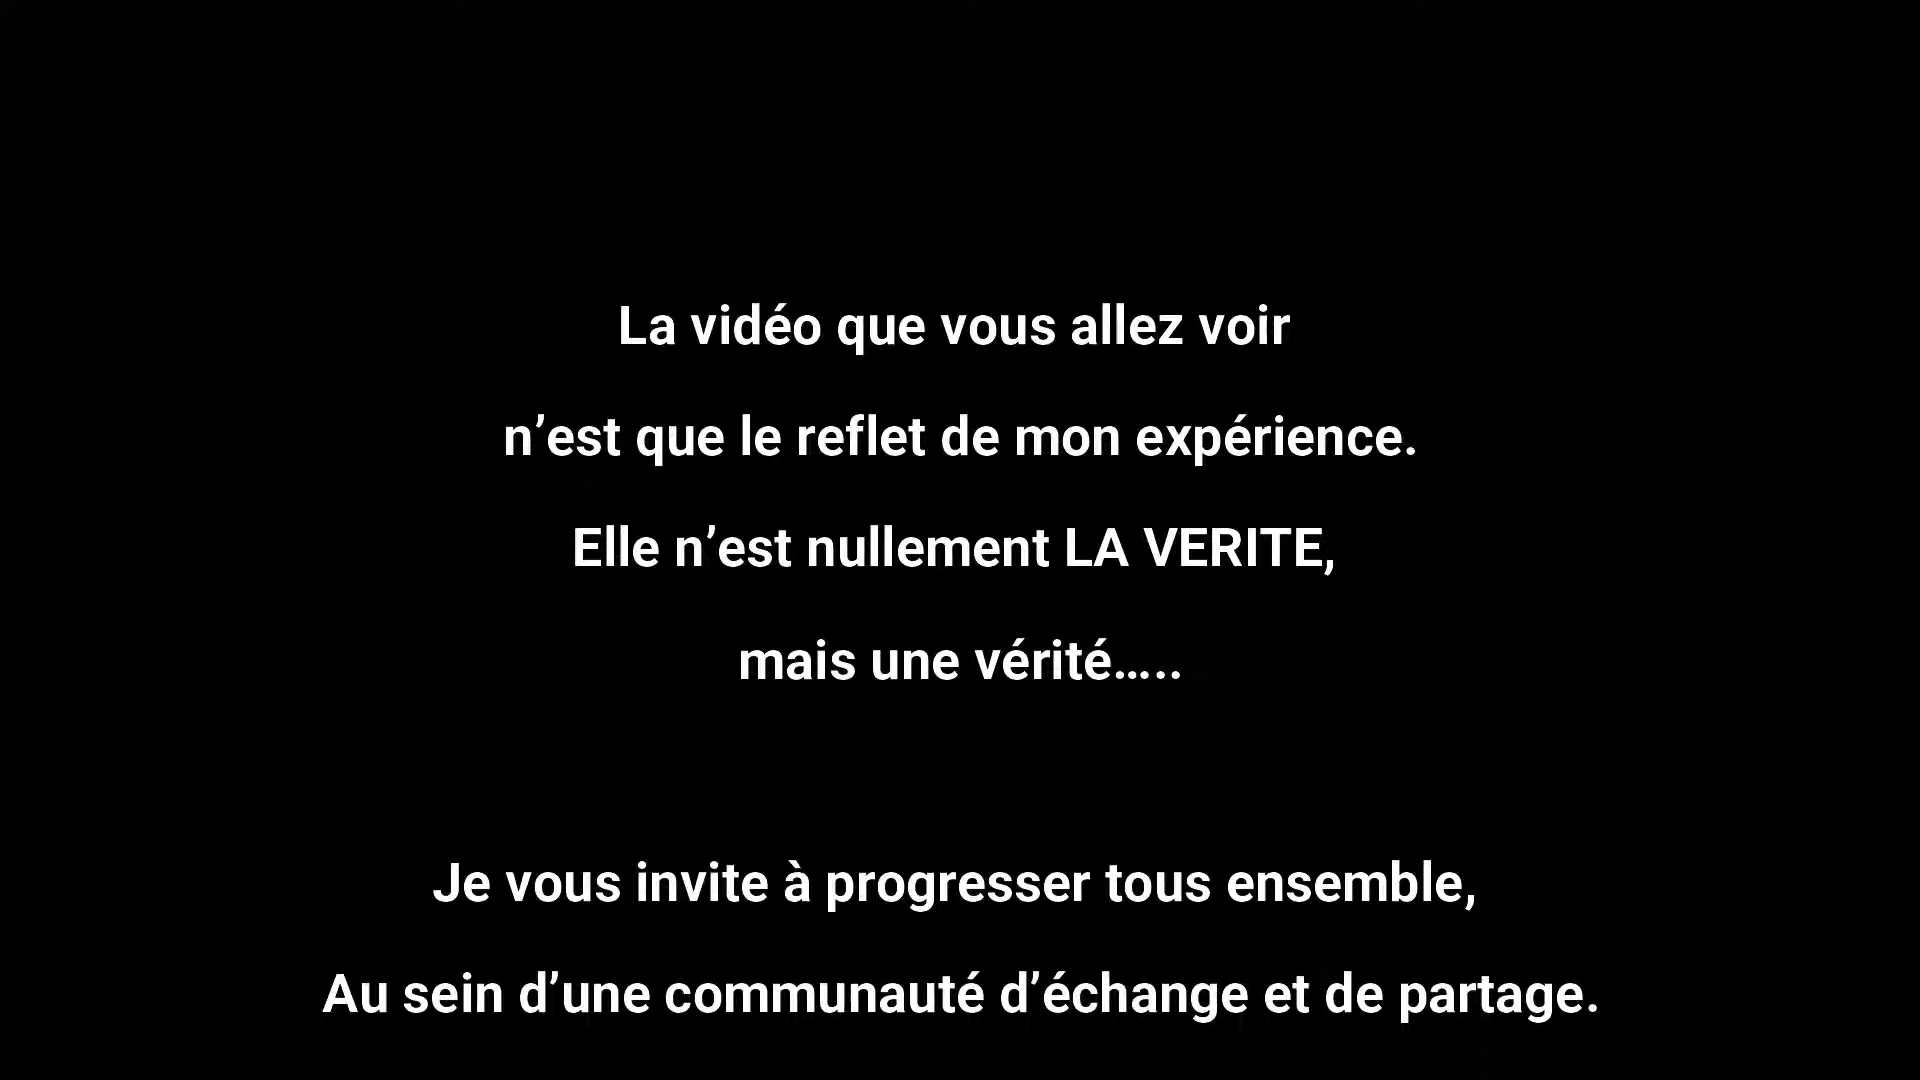 La vidéo que vous allez voir
n’est que le reflet de mon expérience.
Elle n’est nullement LA VERITE,
mais une vérité…..
Je vous invite à progresser tous ensemble,
Au sein d’une communauté d’échange et de partage.